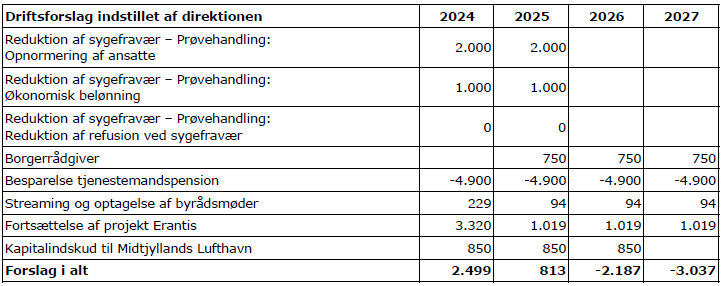 Driftsforslag indstillet af direktionen 2024 2025 2026 2027
Reduktion af sygefravær – Prøvehandling:
Opnormering af ansatte 2.000 2.000
Reduktion af sygefravær – Prøvehandling:
Økonomisk belønning 1.000 1.000
Reduktion af sygefravær – Prøvehandling:
Reduktion af refusion ved sygefravær 0 0
Borgerrådgiver 750 750 750
Besparelse tjenestemandspension -4.900 -4.900 -4.900 -4.900
Streaming og optagelse af byrådsmøder 229 94 94 94
Fortsættelse af projekt Erantis 3.320 1.019 1.019 1.019
Kapitalindskud til Midtjyllands Lufthavn 850 850 850
Forslag i alt 2.499 813 -2.187 -3.037